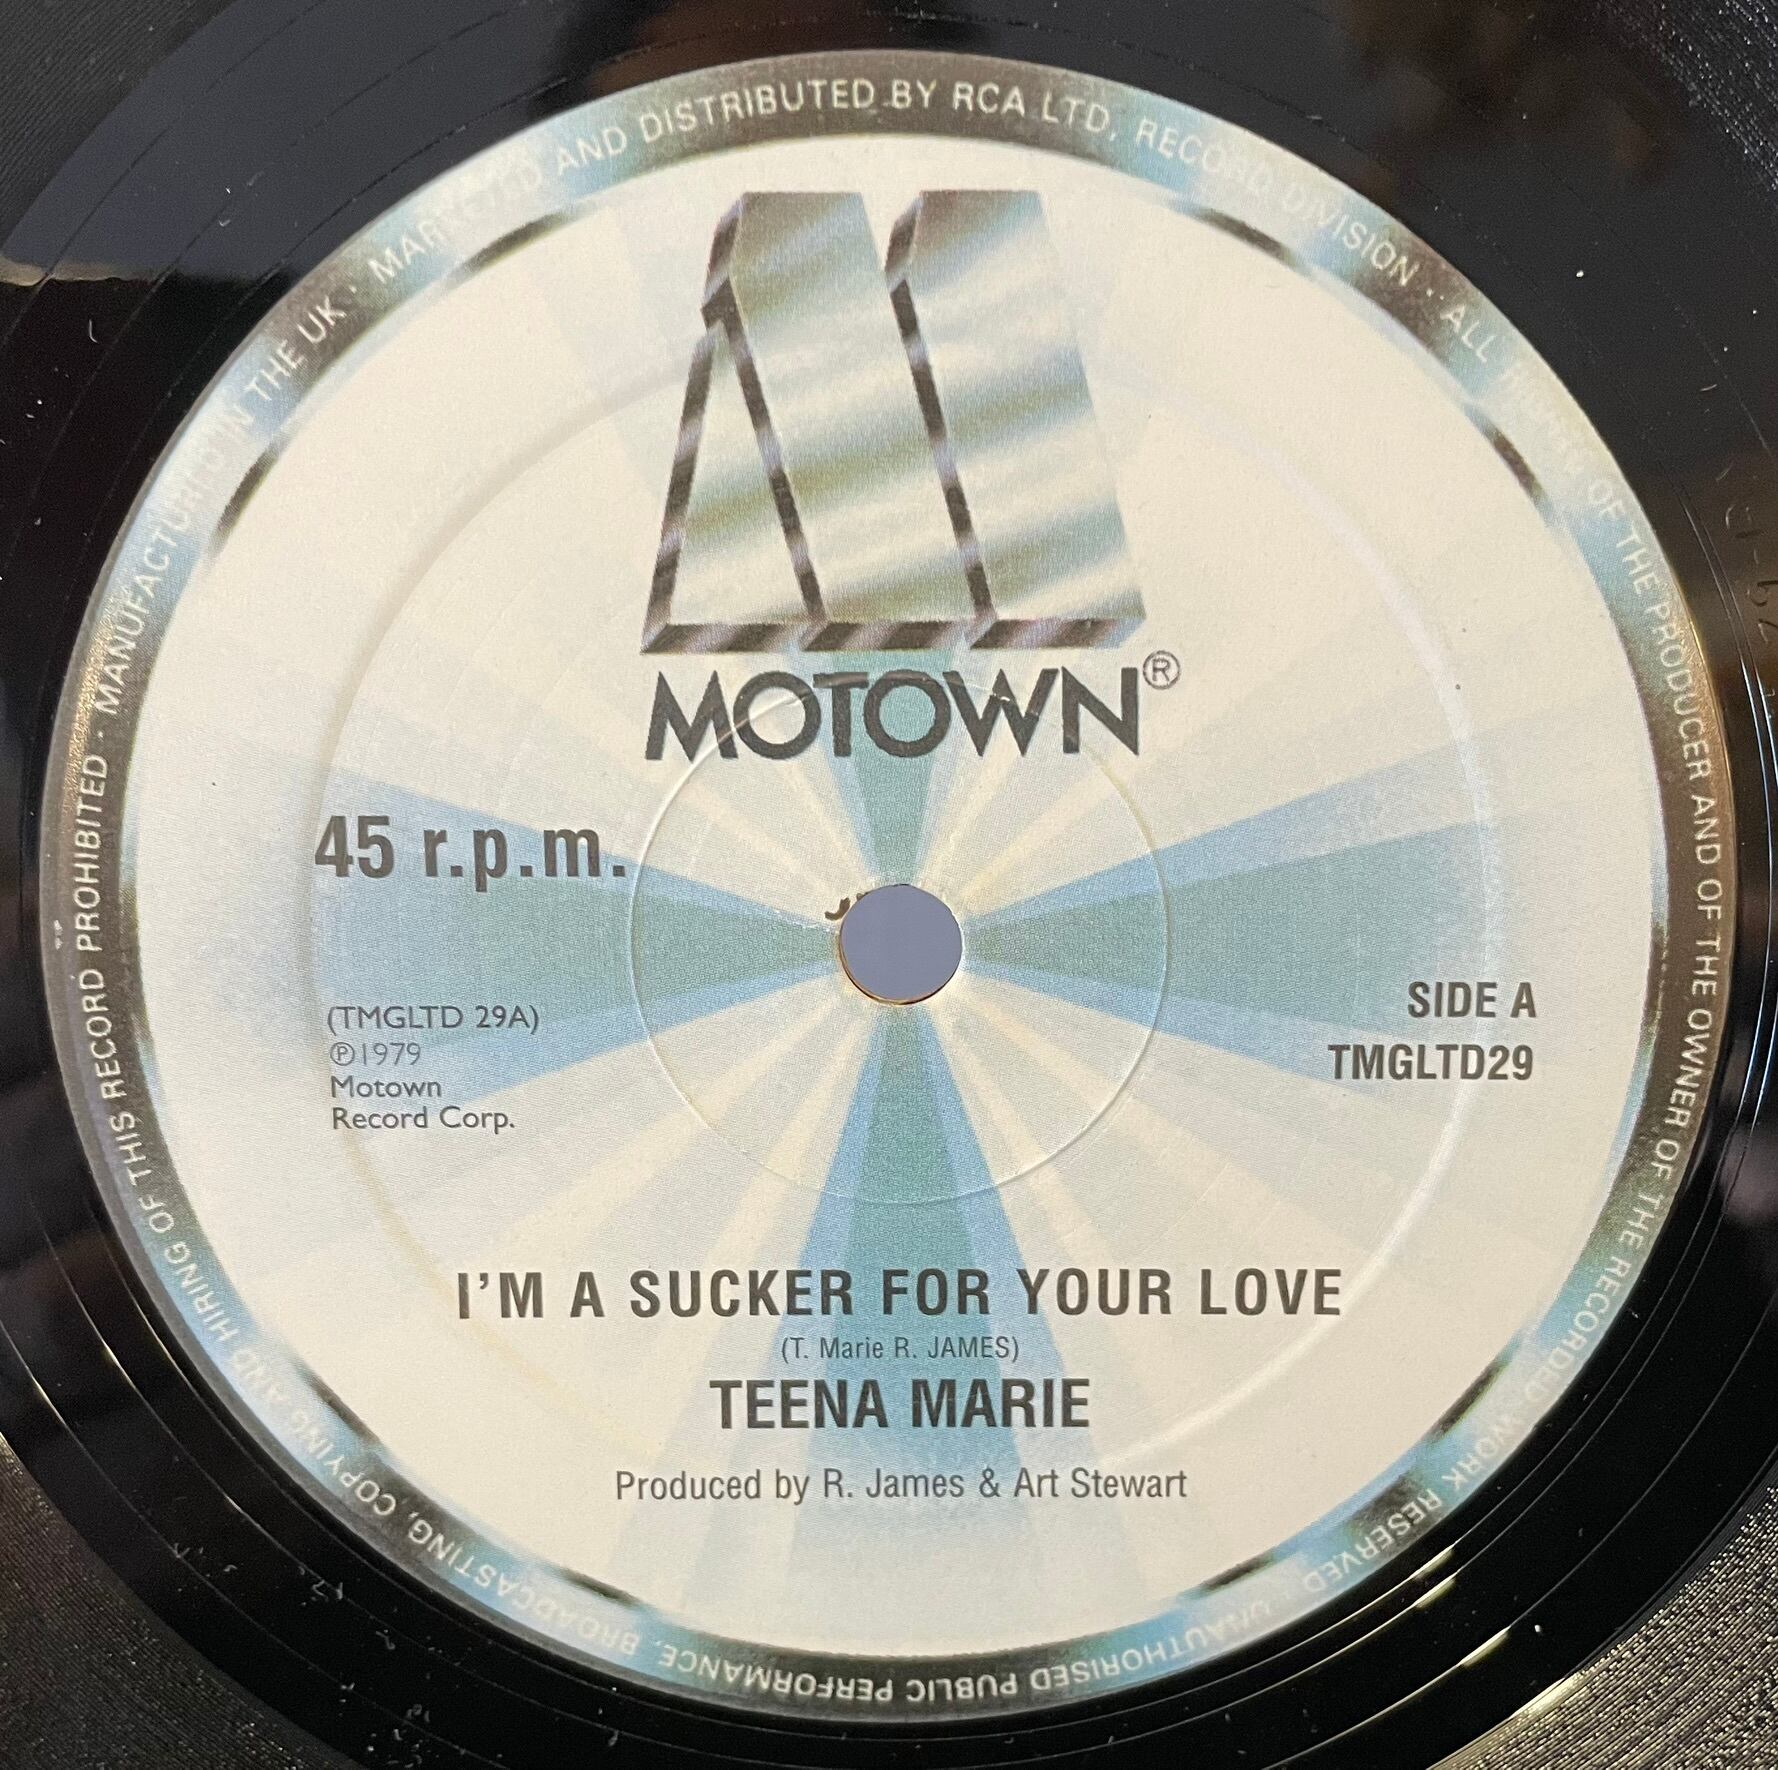 MANUFACTURED IN THE UK · MARKETED AND DISTRIBUTED BY RCA LTD, RECORD DIVISION · ALL RIGHTS OF THE PRODUCER AND OF THE OWNER OF THE RECORDED WORK RESERVED · UNAUTHORISED PUBLIC PERFORMANCE, BROADCASTING, COPYING AND HIRING OF THIS RECORD PROHIBITED ·
MOTOWN®
45 r.p.m.
(TMGLTD 29A)
℗1979
Motown
Record Corp.
SIDE A
TMGLTD29
I'M A SUCKER FOR YOUR LOVE
(T. Marie R. JAMES)
TEENA MARIE
Produced by R. James & Art Stewart